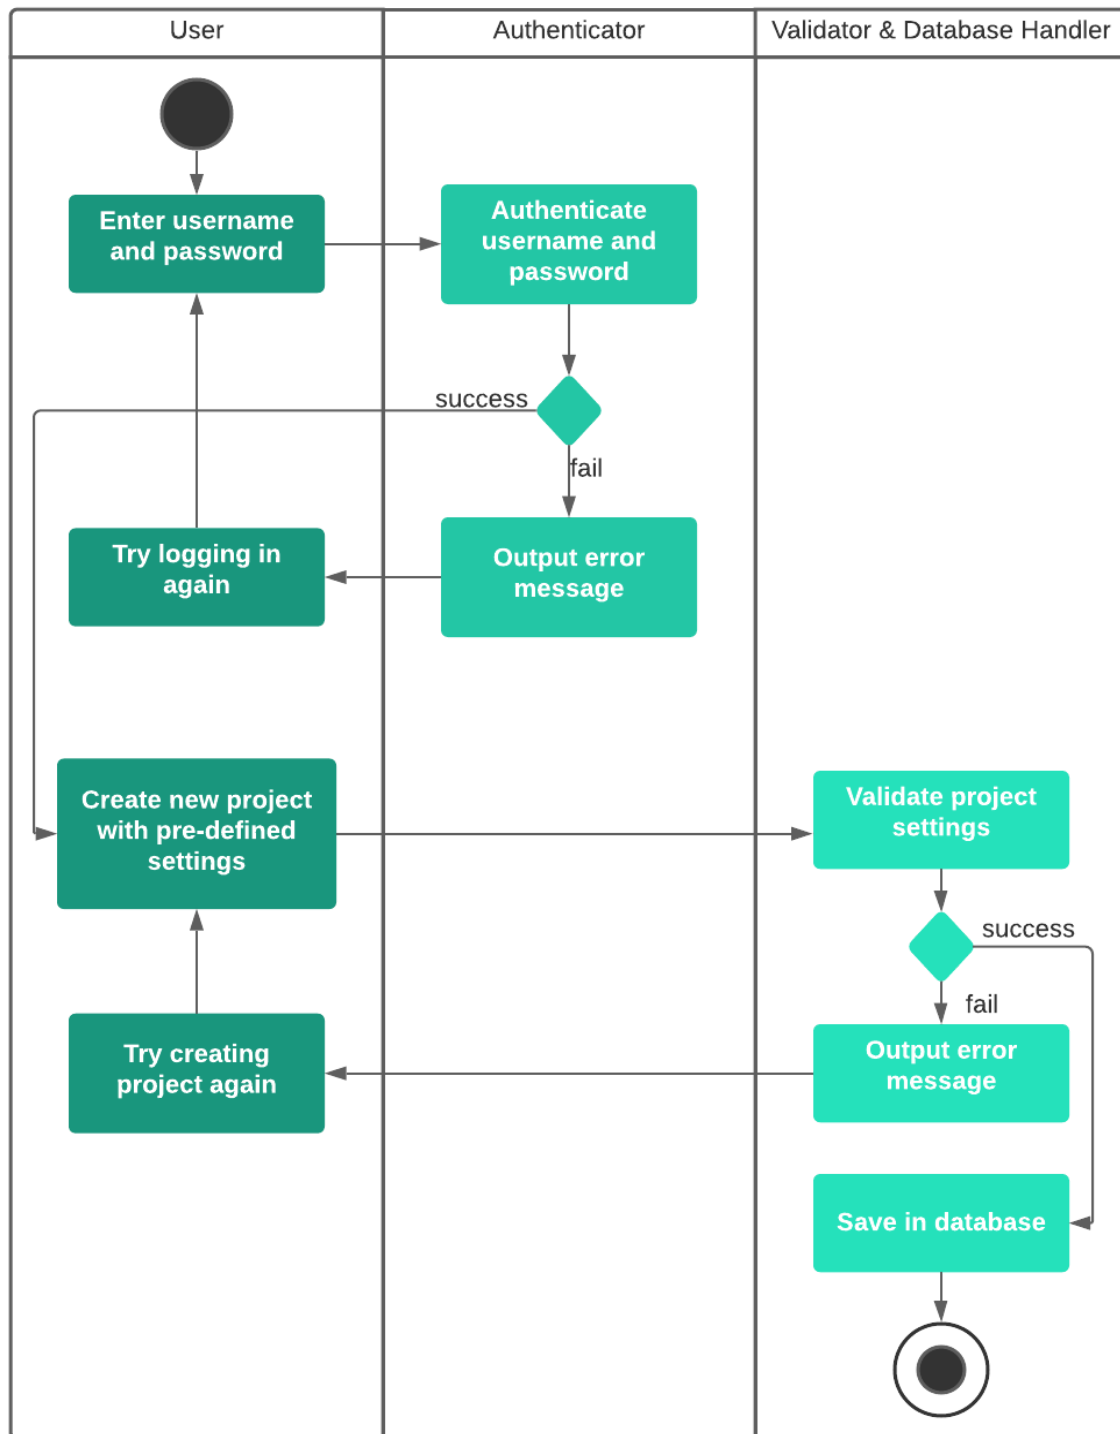 User
Authenticator
Validator & Database Handler
Enter username
and password
Authenticate
username and
password
success
fail
Try logging in
again
Output error
message
Create new project
with pre-defined
settings
Validate project
settings
success
fail
Try creating
project again
Output error
message
Save in database